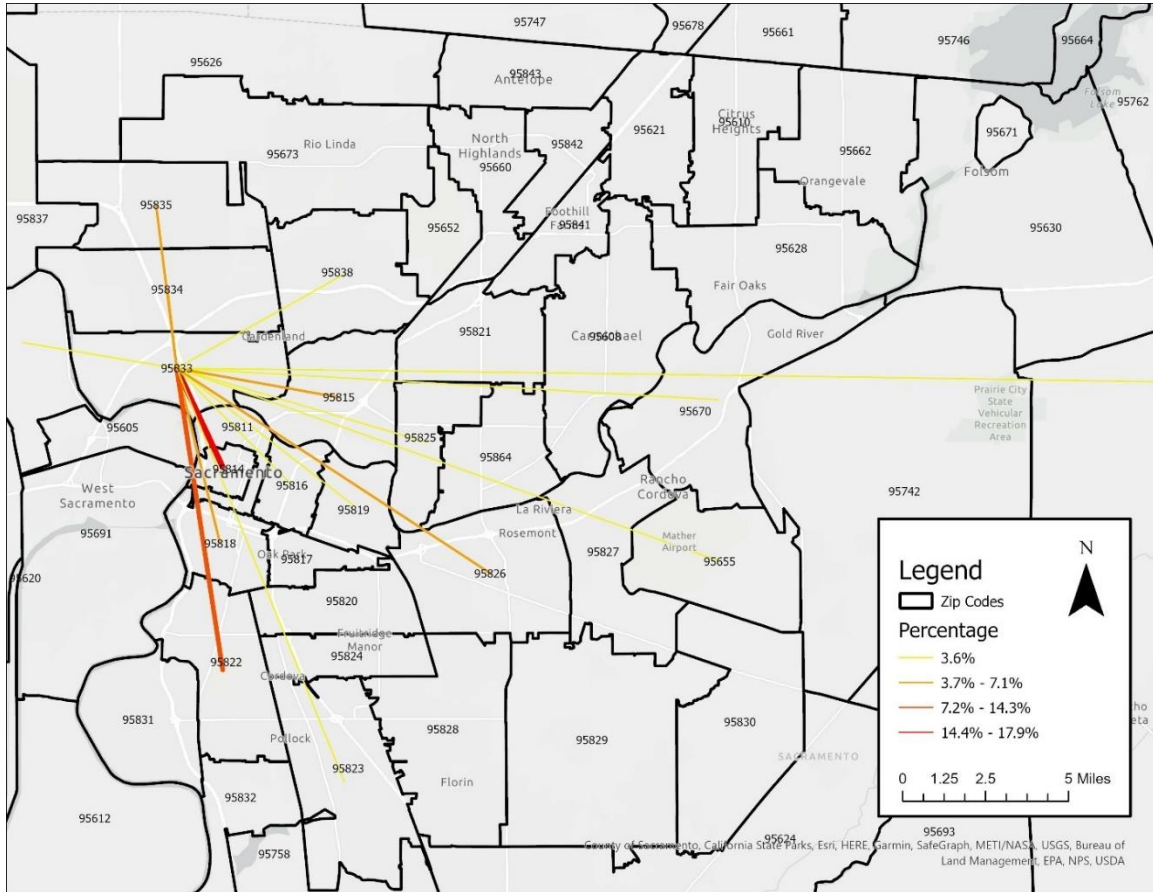 95747
95678
95661
95746
95664
95626
95843
Antelope
Folsom
Lake
95762
95621
Citrus
95610
Heights
95671
Rio Linda
95673
North
Highlands
95660
95842
95662
Folsom
Orangevale
95837
95835
95652
Foothill
Farms
95841
95630
95628
95838
95834
Fair Oaks
Gardenland
95821
Carmichael
95608
Gold River
95833
95815
95670
Prairie City
State
Vehicular
Recreation
Area
95605
95811
95825
95864
95814
Sacramento
95816
West
Sacramento
Rancho
Cordova
95742
95819
La Riviera
95691
Rosemont
95818
Oak Park
95817
95827
Mather
Airport
95655
95620
95826
95820
Fruitridge
Manor
95824
95822
Cordova
95831
95828
95829
95830
Pollock
SACRAMENTO
95823
Florin
95832
95612
95758
95624
95693
N
Legend
Zip Codes
Percentage
3.6%
3.7% - 7.1%
7.2% - 14.3%
14.4% - 17.9%
0 1.25 2.5 5 Miles
County of Sacramento, California State Parks, Esri, HERE, Garmin, SafeGraph, METI/NASA, USGS, Bureau of
Land Management, EPA, NPS, USDA